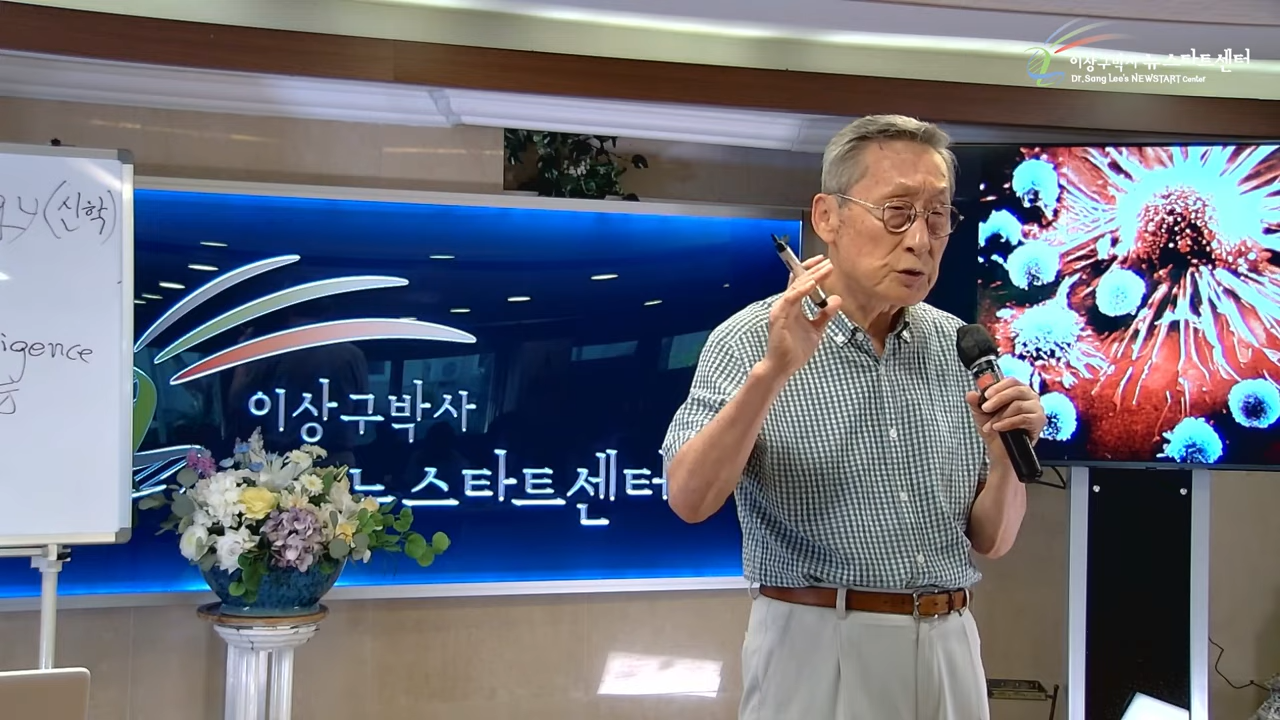 이상구박사 뉴스타트센터
Dr. Sang Lee's NEWSTART Center
(신학)
igence
이상구박사
뉴스타트센터